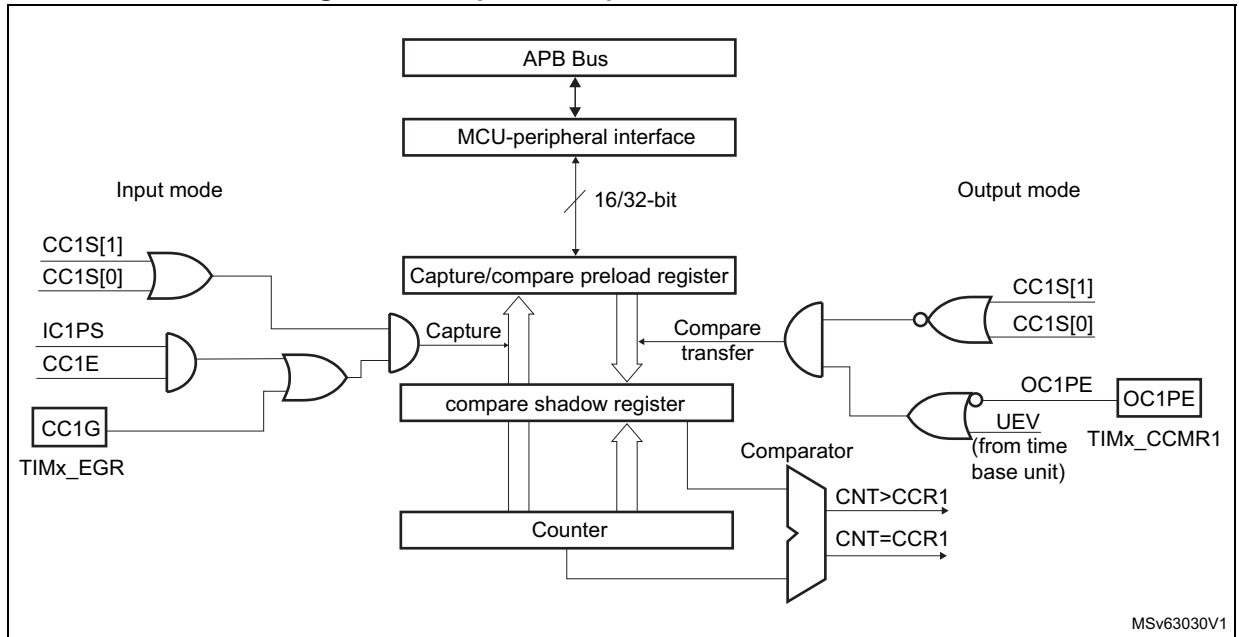 APB Bus
MCU-peripheral interface
Input mode
16/32-bit
Output mode
CC1S[1]
CC1S[0]
Capture/compare preload register
CC1S[1]
CC1S[0]
IC1PS
CC1E
Capture
Compare
transfer
compare shadow register
OC1PE
OC1PE
CC1G
TIMx_EGR
UEV
(from time
base unit)
TIMx_CCMR1
Comparator
CNT>CCR1
Counter
CNT=CCR1
MSv63030V1